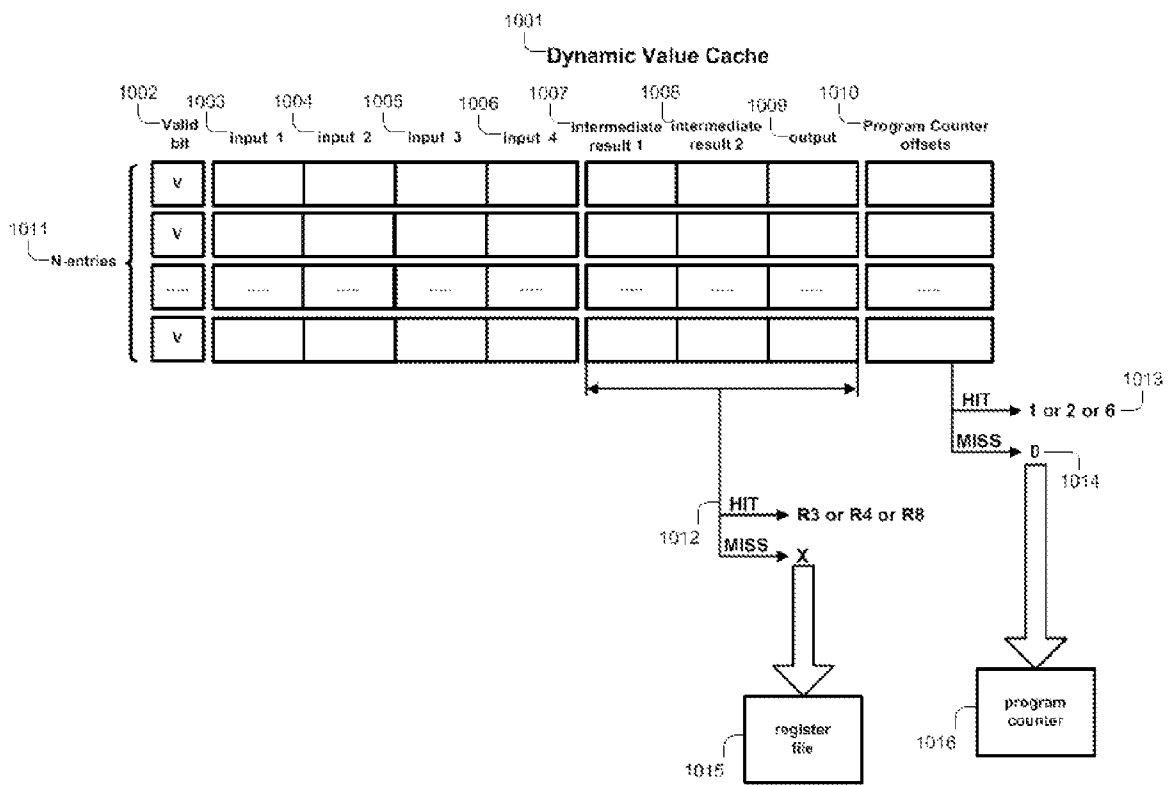 1001
Dynamic Value Cache
1002 1003 1004 1005 1006 1007 1008 1009 1010
Valid bit
input 1
input 2
input 3
input 4
intermediate result 1
intermediate result 2
output
Program Counter offsets
V
V
1011
N-entries
..... ..... ..... ..... ..... ..... ..... ..... .....
V
HIT
1 or 2 or 6
1013
MISS
0
1014
1012
HIT
R3 or R4 or R8
MISS
X
program
counter
1016
register
file
1015